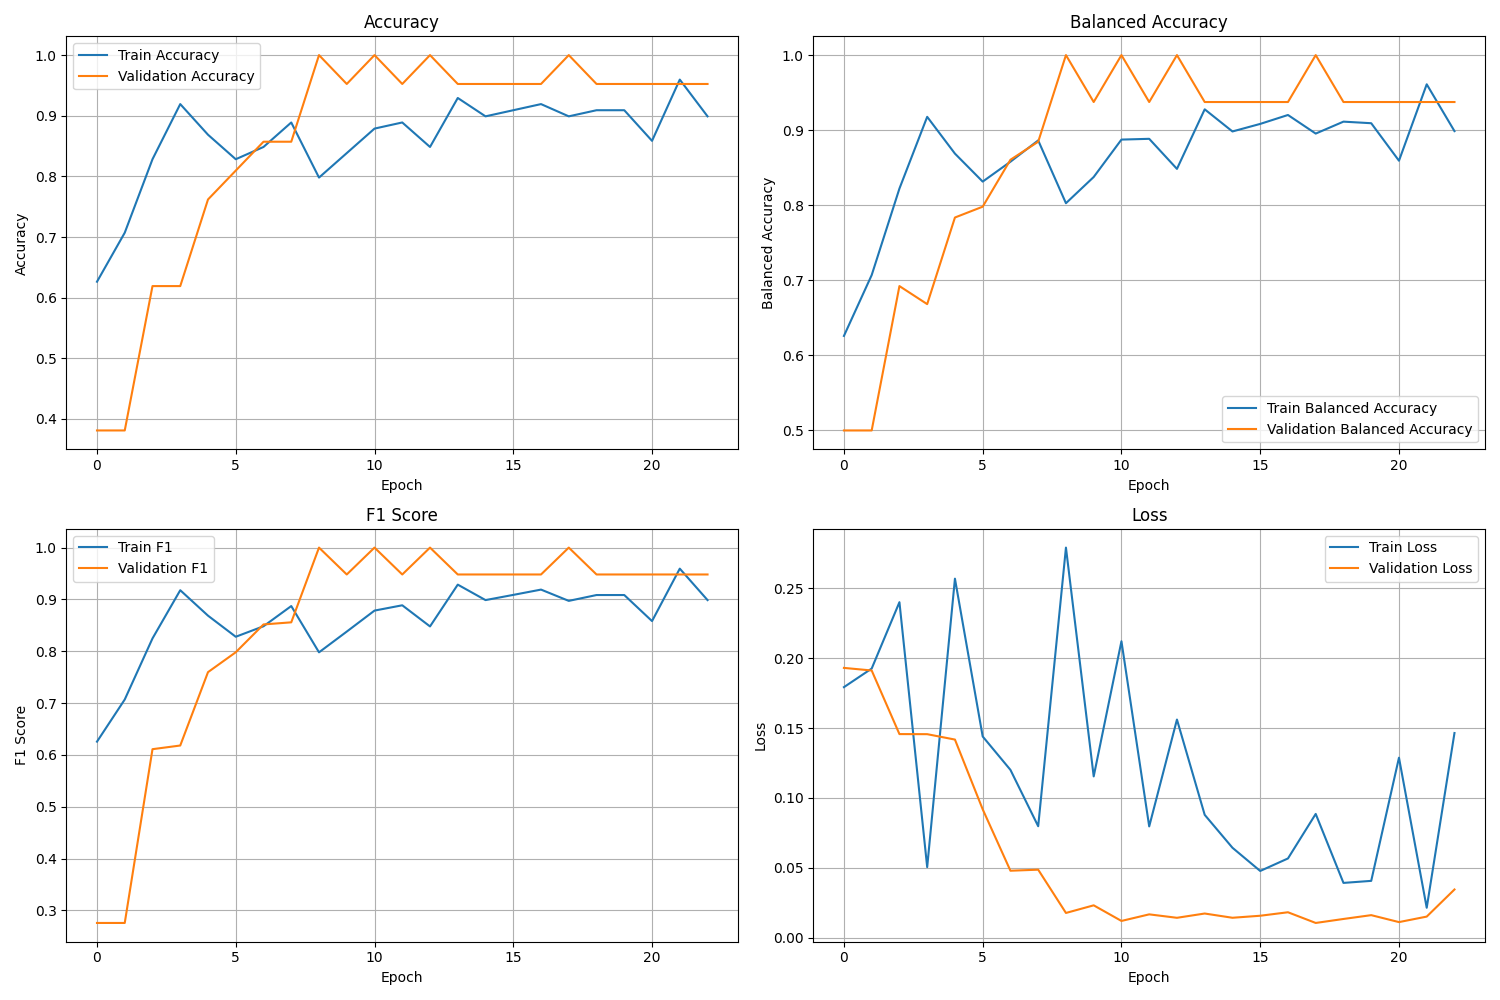 Accuracy
Train Accuracy
Validation Accuracy
1.0
0.9
0.8
0.7
0.6
0.5
0.4
Accuracy
0
5
10
15
20
Epoch
Balanced Accuracy
1.0
0.9
0.8
0.7
0.6
0.5
Balanced Accuracy
Train Balanced Accuracy
Validation Balanced Accuracy
0
5
10
15
20
Epoch
F1 Score
Train F1
Validation F1
1.0
0.9
0.8
0.7
0.6
0.5
0.4
0.3
F1 Score
0
5
10
15
20
Epoch
Loss
Train Loss
Validation Loss
0.25
0.20
0.15
0.10
0.05
0.00
Loss
0
5
10
15
20
Epoch